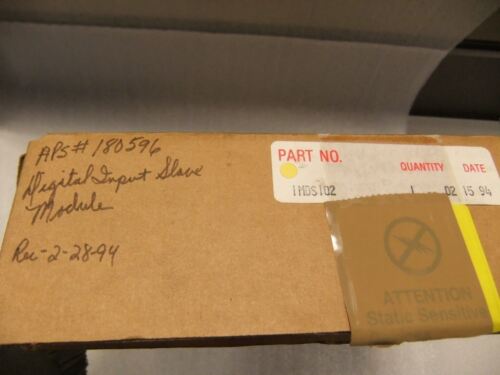 APS# 180596
Digital Input Slave
Module
Rec-2-28-94
PART NO. QUANTITY DATE
IMDSI02 1 02 15 94
ATTENTION
Static Sensitive